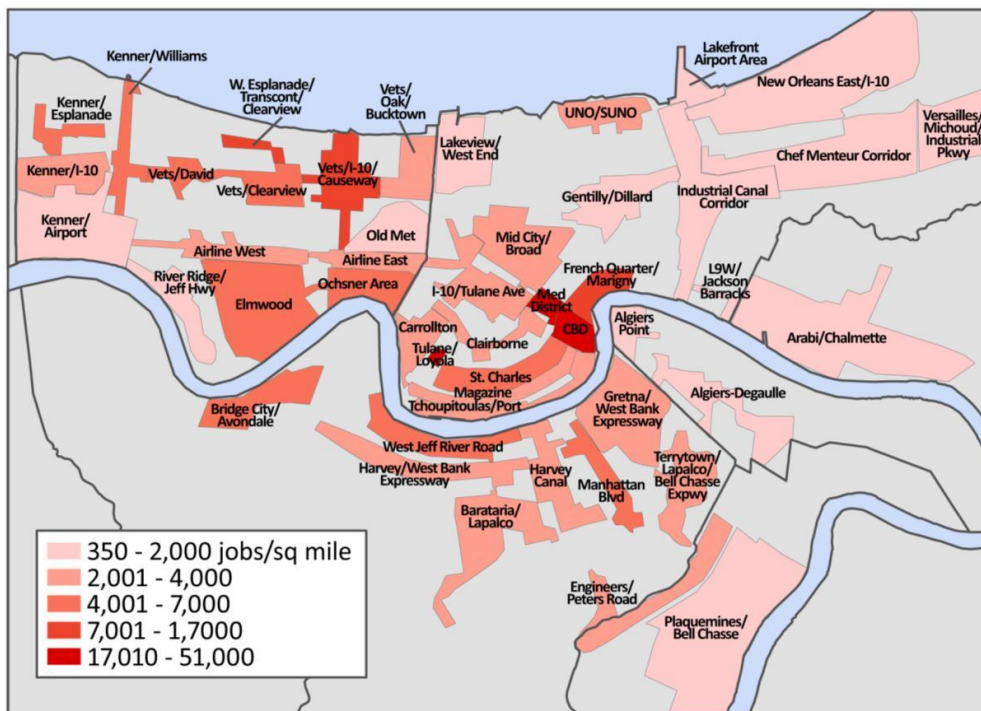 Kenner/Williams
Lakefront
Airport Area
New Orleans East/I-10
W. Esplanade/
Transcont/
Clearview
Vets/
Oak/
Bucktown
Kenner/
Esplanade
UNO/SUNO
Versailles/
Michoud/
Industrial
Pkwy
Lakeview/
West End
Chef Menteur Corridor
Kenner/I-10
Vets/David
Vets/I-10/
Causeway
Vets/Clearview
Gentilly/Dillard
Industrial Canal
Corridor
Kenner/
Airport
Old Met
Mid City/
Broad
Airline West
Airline East
French Quarter/
Marigny
L9W/
Jackson
Barracks
River Ridge/
Jeff Hwy
Elmwood
Ochsner Area
I-10/Tulane Ave
Med
District
CBD
Algiers
Point
Arabi/Chalmette
Carrollton
Clairborne
Tulane/
Loyola
St. Charles
Magazine
Tchoupitoulas/Port
Algiers-Degaulle
Bridge City/
Avondale
Gretna/
West Bank
Expressway
West Jeff River Road
Harvey/West Bank
Expressway
Harvey
Canal
Manhattan
Blvd
Terrytown/
Lapalco/
Bell Chasse
Expwy
Barataria/
Lapalco
Engineers/
Peters Road
Plaquemines/
Bell Chasse
350 - 2,000 jobs/sq mile
2,001 - 4,000
4,001 - 7,000
7,001 - 1,7000
17,010 - 51,000